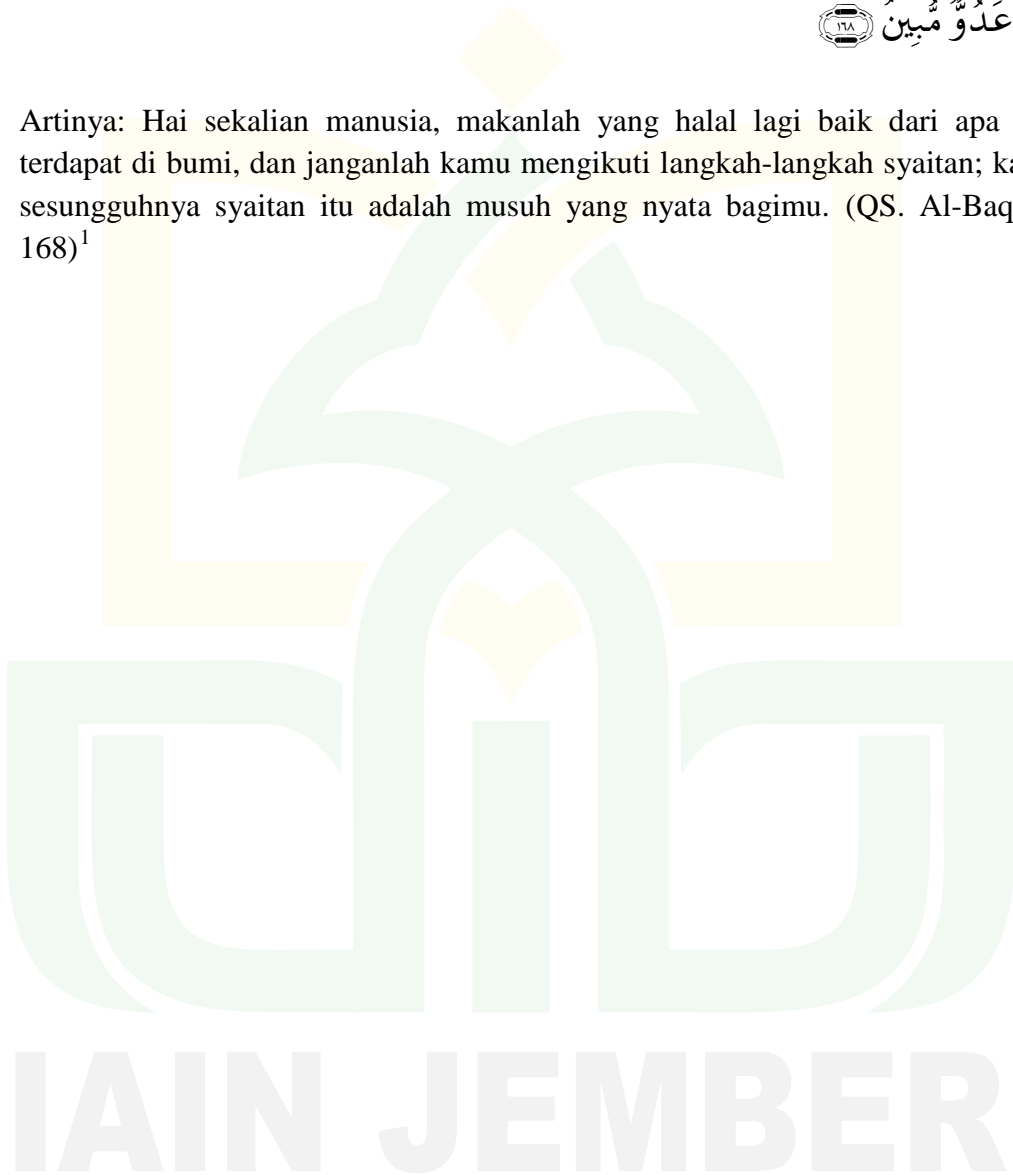 عَدُوٌّ مُّبِينٌ ١٦٨
Artinya: Hai sekalian manusia, makanlah yang halal lagi baik dari apa
terdapat di bumi, dan janganlah kamu mengikuti langkah-langkah syaitan; ka
sesungguhnya syaitan itu adalah musuh yang nyata bagimu. (QS. Al-Baq
168)1
IAIN JEMBER